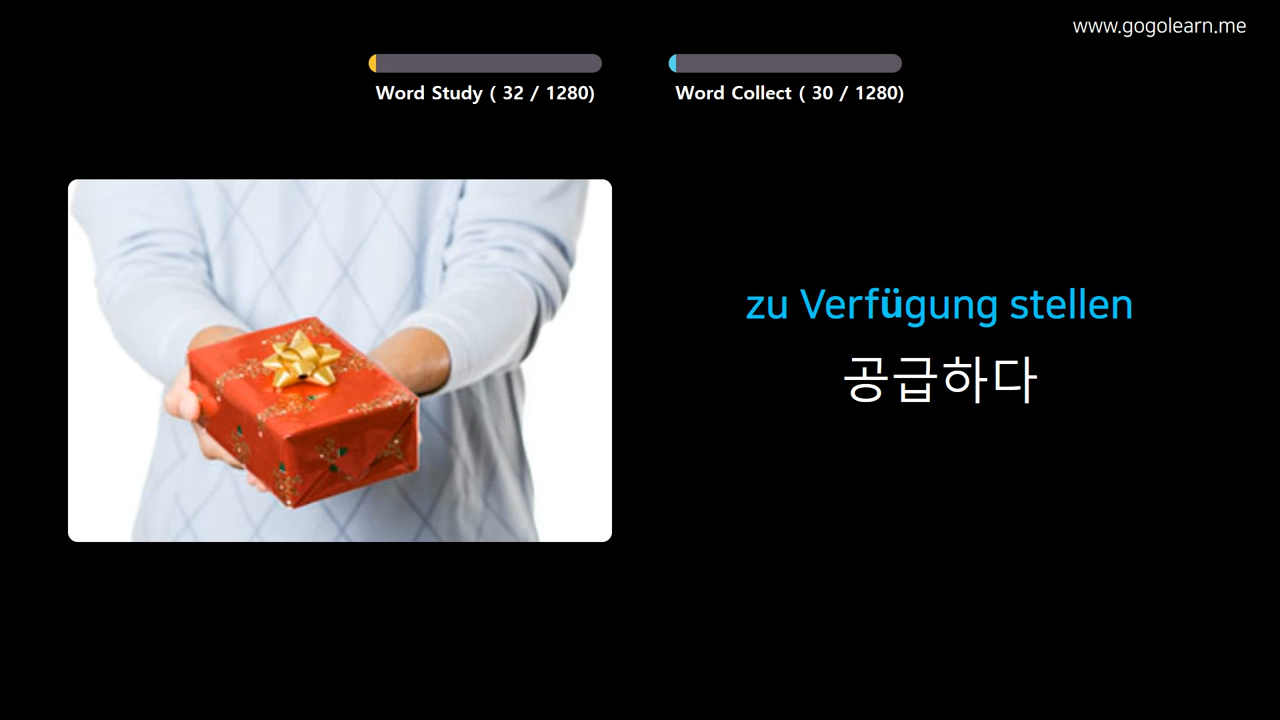 www.gogolearn.me
Word Study ( 32 / 1280)
Word Collect ( 30 / 1280)
zu Verfügung stellen
공급하다